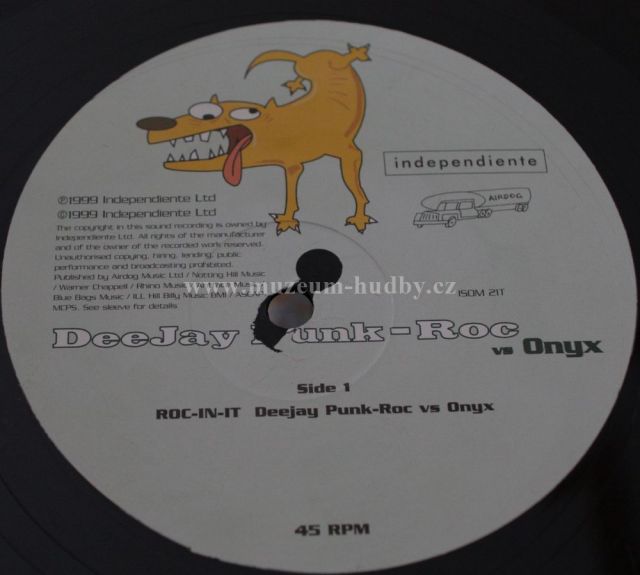 independiente
AIRDOG
℗1999 Independiente Ltd
©1999 Independiente Ltd
The copyright in this sound recording is owned by
Independiente Ltd. All rights of the manufacturer
and of the owner of the recorded work reserved.
Unauthorised copying, hiring, lending, public
performance and broadcasting prohibited.
Published by Airdog Music Ltd / Notting Hill Music
/ Warner Chappell / Rhino Music
Blue Bags Music / ILL Hill Billy Music BMI /
MCPS. See sleeve for details
www.muzeum-hudby.cz
ISOM 21T
DeeJay Punk-Roc
vs Onyx
Side 1
ROC-IN-IT Deejay Punk-Roc vs Onyx
45 RPM